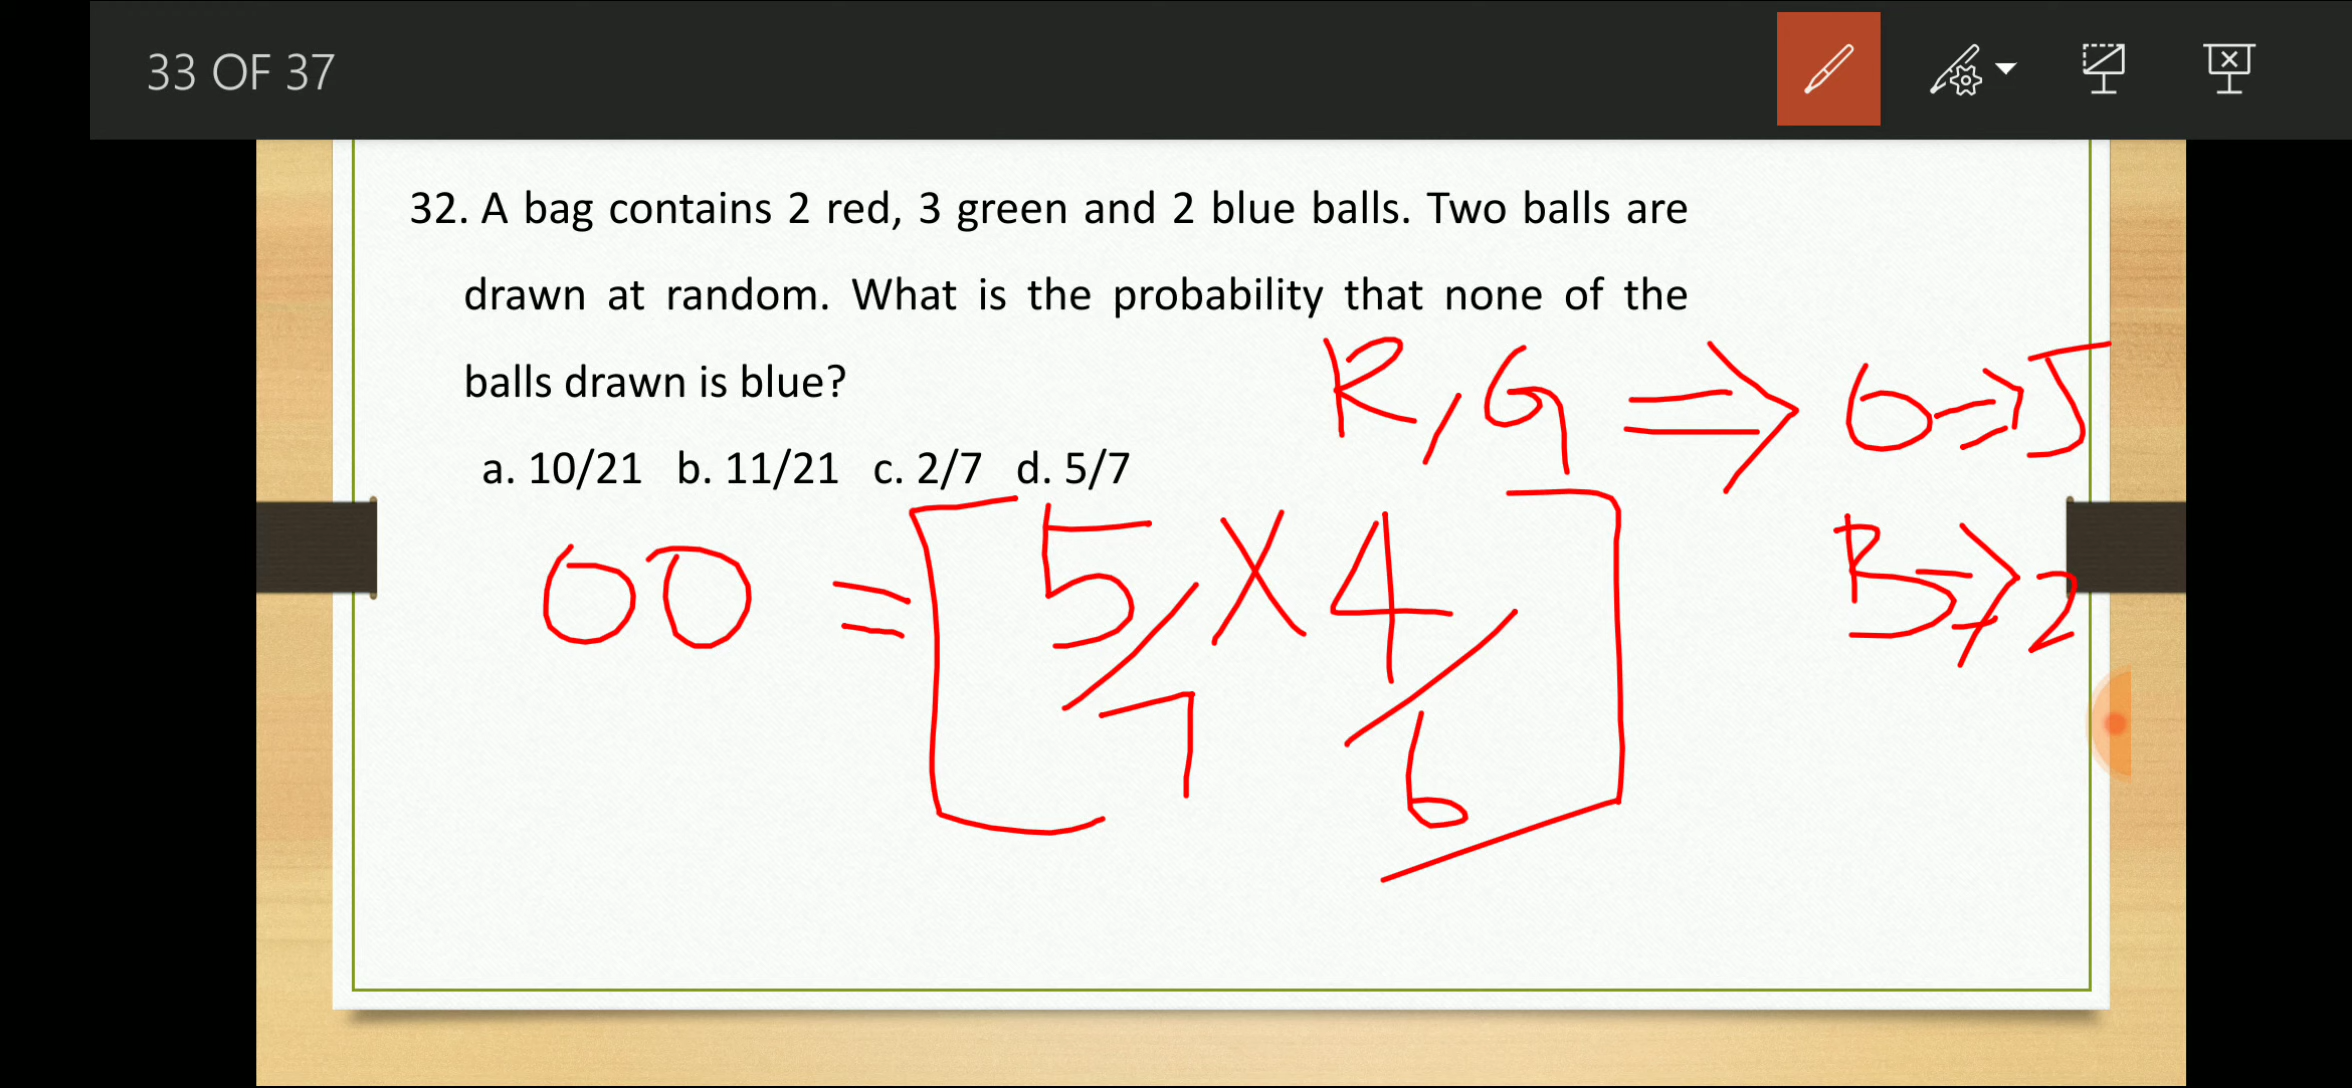 33 OF 37
32. A bag contains 2 red, 3 green and 2 blue balls. Two balls are
drawn at random. What is the probability that none of the
balls drawn is blue?
R, G ⇒ O → 5
a. 10/21 b. 11/21 c. 2/7 d. 5/7
B → 2
OO = [5/7 X 4/6]